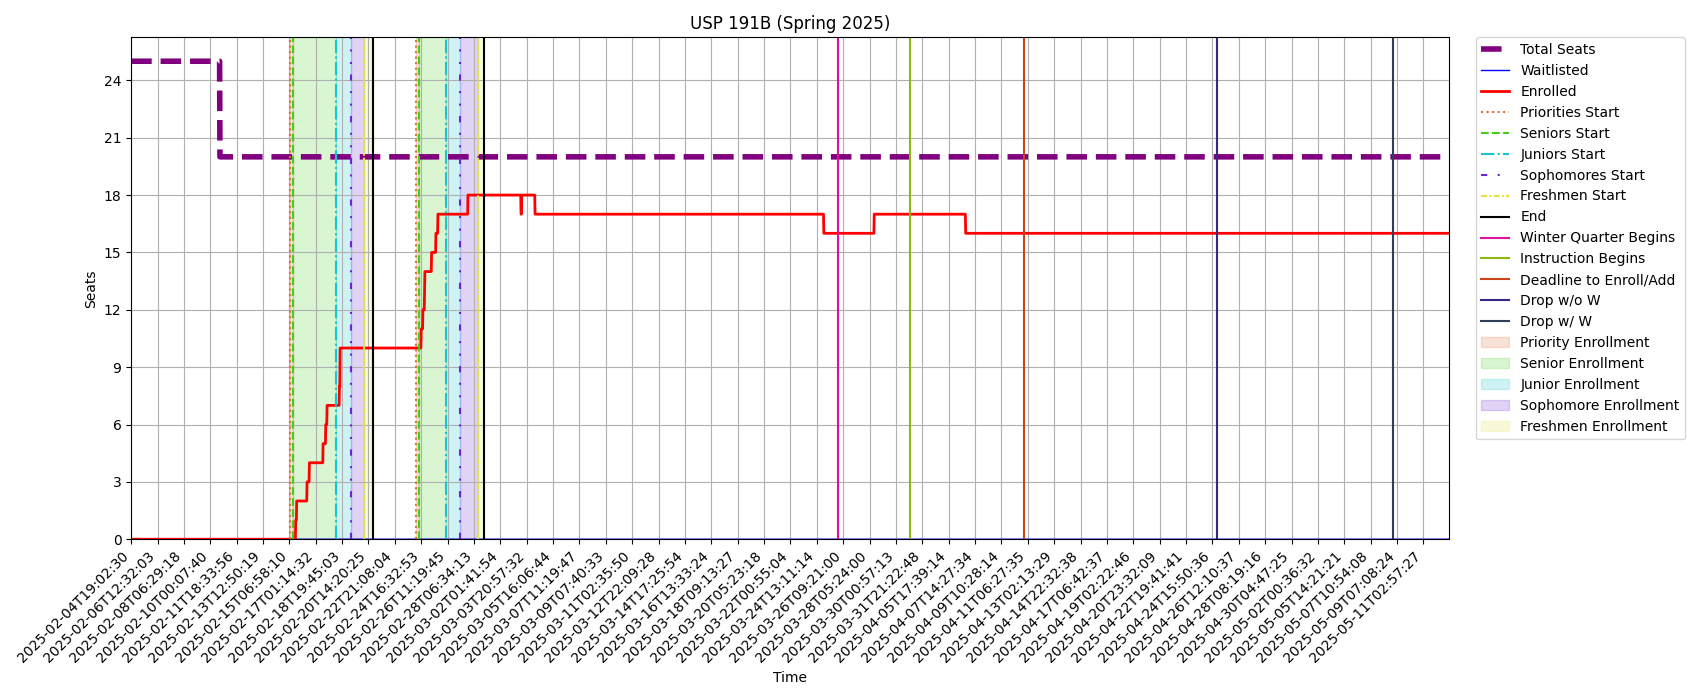 USP 191B (Spring 2025)
Seats
24
21
18
15
12
9
6
3
0
2025-02-04T19:02:30
2025-02-06T12:32:03
2025-02-08T06:29:18
2025-02-10T00:07:40
2025-02-11T18:33:56
2025-02-13T12:50:19
2025-02-15T06:58:10
2025-02-17T01:14:32
2025-02-18T19:45:03
2025-02-20T14:20:25
2025-02-22T21:08:04
2025-02-24T16:32:53
2025-02-26T11:19:45
2025-02-28T06:34:13
2025-03-02T01:41:54
2025-03-03T20:57:32
2025-03-05T16:06:44
2025-03-07T11:19:47
2025-03-09T07:40:33
2025-03-11T02:35:50
2025-03-12T22:09:28
2025-03-14T17:25:54
2025-03-16T13:33:24
2025-03-18T09:13:27
2025-03-20T05:23:18
2025-03-22T00:55:04
2025-03-24T13:11:14
2025-03-26T09:21:00
2025-03-28T05:24:00
2025-03-30T00:57:13
2025-03-31T21:22:48
2025-04-05T17:39:14
2025-04-07T14:27:34
2025-04-09T10:28:14
2025-04-11T06:27:35
2025-04-13T02:13:29
2025-04-14T22:32:38
2025-04-17T06:42:37
2025-04-19T02:22:46
2025-04-20T23:32:09
2025-04-22T19:41:41
2025-04-24T15:50:36
2025-04-26T12:10:37
2025-04-28T08:19:16
2025-04-30T04:47:25
2025-05-02T00:36:32
2025-05-05T14:21:21
2025-05-07T10:54:08
2025-05-09T07:08:24
2025-05-11T02:57:27
Time
Total Seats
Waitlisted
Enrolled
Priorities Start
Seniors Start
Juniors Start
Sophomores Start
Freshmen Start
End
Winter Quarter Begins
Instruction Begins
Deadline to Enroll/Add
Drop w/o W
Drop w/ W
Priority Enrollment
Senior Enrollment
Junior Enrollment
Sophomore Enrollment
Freshmen Enrollment